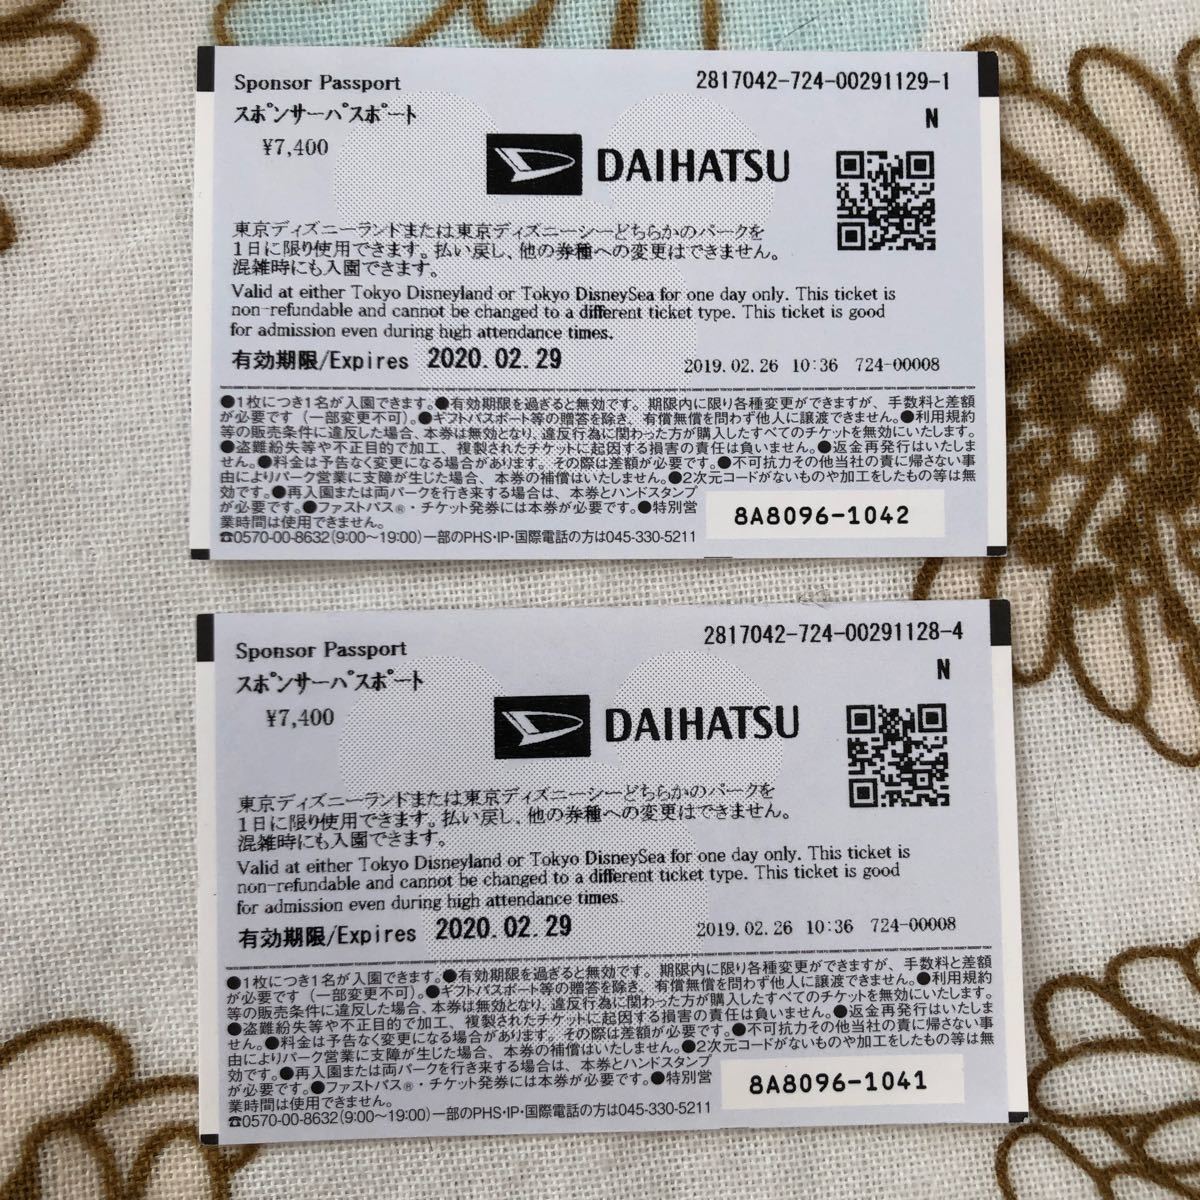 Sponsor Passport
2817042-724-00291129-1
スポンサーパスポート
N
¥7,400
DAIHATSU
東京ディズニーランドまたは東京ディズニーシーどちらかのパークを
1日に限り使用できます。払い戻し、他の券種への変更はできません。
混雑時にも入園できます。
Valid at either Tokyo Disneyland or Tokyo DisneySea for one day only. This ticket is
non-refundable and cannot be changed to a different ticket type. This ticket is good
for admission even during high attendance times.
有効期限/Expires 2020.02.29
2019.02.26 10:36 724-00008
●1枚につき1名が入園できます。●有効期限を過ぎると無効です。期限内に限り各種変更ができますが、手数料と差額
が必要です（一部変更不可）。●ギフトパスポート等の贈答を除き、有償無償を問わず他人に譲渡できません。●利用規約
等の販売条件に違反した場合、本券は無効となり、違反行為に関わった方が購入したすべてのチケットを無効にいたします。
●盗難紛失等や不正目的で加工、複製されたチケットに起因する損害の責任は負いません。●返金再発行はいたしま
せん。●料金は予告なく変更になる場合があります。その際は差額が必要です。●不可抗力その他当社の責に帰さない事
由によりパーク営業に支障が生じた場合、本券の補償はいたしません。●2次元コードがないものや加工をしたもの等は無
効です。●再入園または両パークを行き来する場合は、本券とハンドスタンプ
が必要です。●ファストパス®・チケット発券には本券が必要です。●特別営
業時間は使用できません。
8A8096-1042
☎0570-00-8632(9:00〜19:00)一部のPHS・IP・国際電話の方は045-330-5211
Sponsor Passport
2817042-724-00291128-4
スポンサーパスポート
N
¥7,400
DAIHATSU
東京ディズニーランドまたは東京ディズニーシーどちらかのパークを
1日に限り使用できます。払い戻し、他の券種への変更はできません。
混雑時にも入園できます。
Valid at either Tokyo Disneyland or Tokyo DisneySea for one day only. This ticket is
non-refundable and cannot be changed to a different ticket type. This ticket is good
for admission even during high attendance times.
有効期限/Expires 2020.02.29
2019.02.26 10:36 724-00008
●1枚につき1名が入園できます。●有効期限を過ぎると無効です。期限内に限り各種変更ができますが、手数料と差額
が必要です（一部変更不可）。●ギフトパスポート等の贈答を除き、有償無償を問わず他人に譲渡できません。●利用規約
等の販売条件に違反した場合、本券は無効となり、違反行為に関わった方が購入したすべてのチケットを無効にいたします。
●盗難紛失等や不正目的で加工、複製されたチケットに起因する損害の責任は負いません。●返金再発行はいたしま
せん。●料金は予告なく変更になる場合があります。その際は差額が必要です。●不可抗力その他当社の責に帰さない事
由によりパーク営業に支障が生じた場合、本券の補償はいたしません。●2次元コードがないものや加工をしたもの等は無
効です。●再入園または両パークを行き来する場合は、本券とハンドスタンプ
が必要です。●ファストパス®・チケット発券には本券が必要です。●特別営
業時間は使用できません。
8A8096-1041
☎0570-00-8632(9:00〜19:00)一部のPHS・IP・国際電話の方は045-330-5211